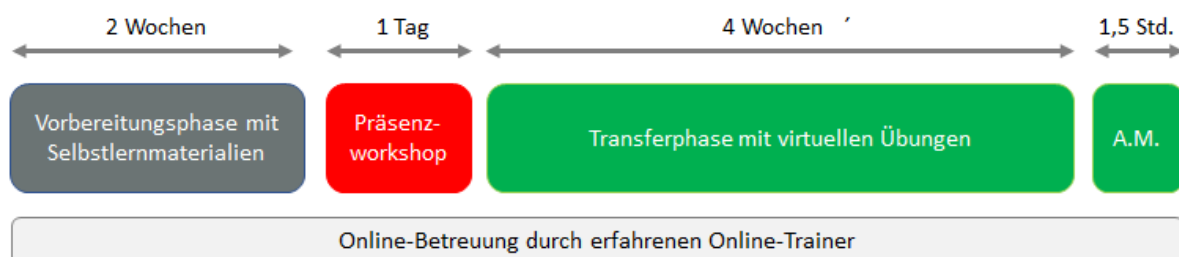 2 Wochen
1 Tag
4 Wochen ´
1,5 Std.
Vorbereitungsphase mit
Selbstlernmaterialien
Präsenz-
workshop
Transferphase mit virtuellen Übungen
A.M.
Online-Betreuung durch erfahrenen Online-Trainer